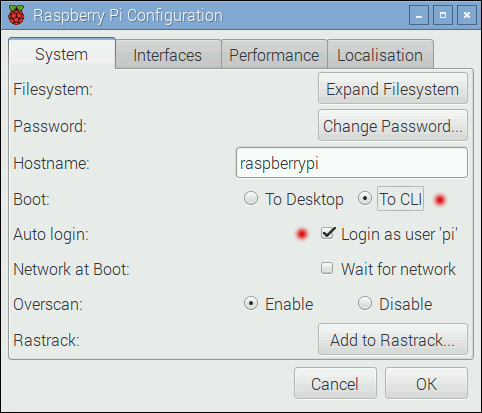 Raspberry Pi Configuration
System Interfaces Performance Localisation
Filesystem: Expand Filesystem
Password: Change Password...
Hostname: raspberrypi
Boot: To Desktop To CLI
Auto login: Login as user 'pi'
Network at Boot: Wait for network
Overscan: Enable Disable
Rastrack: Add to Rastrack...
Cancel OK